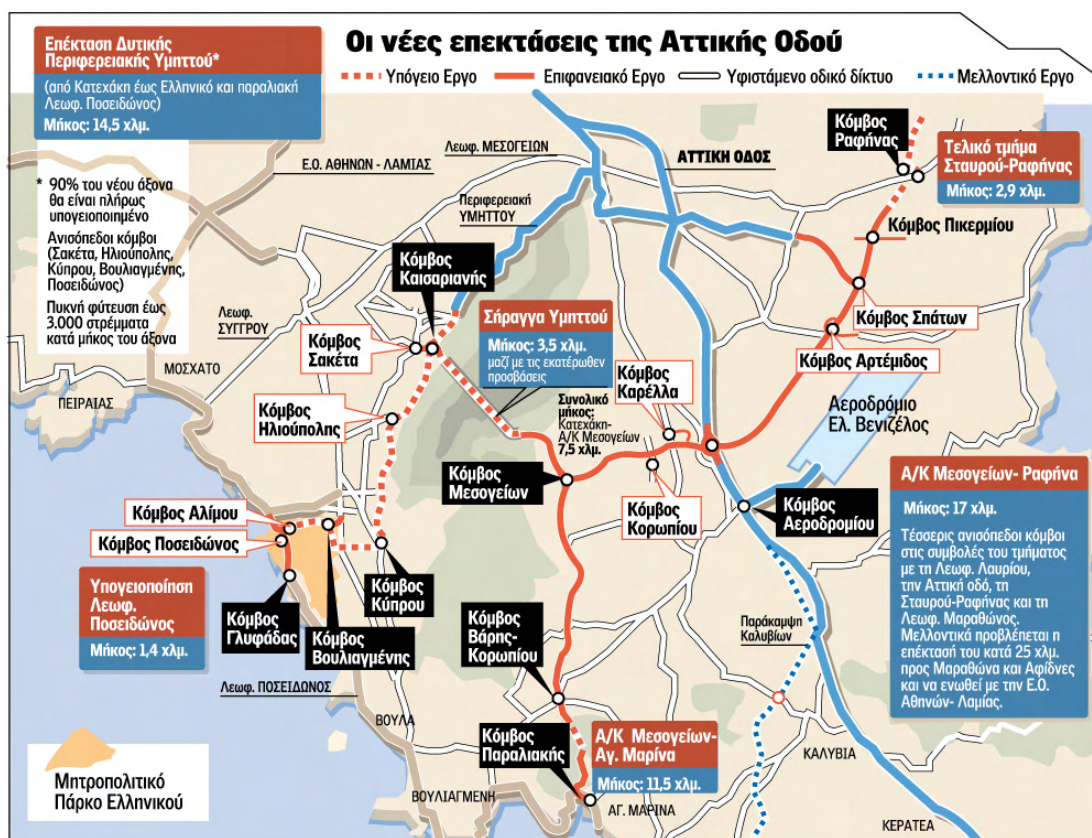 Επέκταση Δυτικής
Περιφερειακής Υμηττού*
(από Κατεχάκη έως Ελληνικό και παραλιακή
Λεωφ. Ποσειδώνος)
Μήκος: 14,5 χλμ.
Οι νέες επεκτάσεις της Αττικής Οδού
Υπόγειο Εργο
Επιφανειακό Εργο
Υφιστάμενο οδικό δίκτυο
Μελλοντικό Εργο
* 90% του νέου άξονα
θα είναι πλήρως
υπογειοποιημένο
Ανισόπεδοι κόμβοι
(Σακέτα, Ηλιούπολης,
Κύπρου, Βουλιαγμένης,
Ποσειδώνος)
Πυκνή φύτευση έως
3.000 στρέμματα
κατά μήκος του άξονα
Ε.Ο. ΑΘΗΝΩΝ - ΛΑΜΙΑΣ
Λεωφ. ΜΕΣΟΓΕΙΩΝ
ΑΤΤΙΚΗ ΟΔΟΣ
Κόμβος
Ραφήνας
Τελικό τμήμα
Σταυρού-Ραφήνας
Μήκος: 2,9 χλμ.
Περιφερειακή
ΥΜΗΤΤΟΥ
Κόμβος Πικερμίου
Κόμβος
Καισαριανής
Κόμβος Σπάτων
Λεωφ.
ΣΥΓΓΡΟΥ
Κόμβος
Σακέτα
Σήραγγα Υμηττού
Μήκος: 3,5 χλμ.
μαζί με τις εκατέρωθεν
προσβάσεις
Κόμβος Αρτέμιδος
ΜΟΣΧΑΤΟ
ΠΕΙΡΑΙΑΣ
Κόμβος
Ηλιούπολης
Συνολικό
μήκος:
Κατεχάκη-
Α/Κ Μεσογείων
7,5 χλμ.
Κόμβος
Καρέλλα
Αεροδρόμιο
Ελ. Βενιζέλος
Κόμβος
Μεσογείων
Κόμβος
Κορωπίου
Κόμβος
Αεροδρομίου
Α/Κ Μεσογείων- Ραφήνα
Μήκος: 17 χλμ.
Τέσσερις ανισόπεδοι κόμβοι
στις συμβολές του τμήματος
με τη Λεωφ. Λαυρίου,
την Αττική οδό, τη
Σταυρού-Ραφήνας και τη
Λεωφ. Μαραθώνος.
Μελλοντικά προβλέπεται η
επέκτασή του κατά 25 χλμ.
προς Μαραθώνα και Αφίδνες
και να ενωθεί με την Ε.Ο.
Αθηνών- Λαμίας.
Κόμβος Αλίμου
Κόμβος Ποσειδώνος
Υπογειοποίηση
Λεωφ.
Ποσειδώνος
Μήκος: 1,4 χλμ.
Κόμβος
Γλυφάδας
Κόμβος
Βουλιαγμένης
Κόμβος
Κύπρου
Κόμβος
Βάρης-
Κορωπίου
Παράκαμψη
Καλυβίων
Λεωφ. ΠΟΣΕΙΔΩΝΟΣ
ΒΟΥΛΑ
Κόμβος
Παραλιακής
Α/Κ Μεσογείων-
Αγ. Μαρίνα
Μήκος: 11,5 χλμ.
ΚΑΛΥΒΙΑ
Μητροπολιτικό
Πάρκο Ελληνικού
ΒΟΥΛΙΑΓΜΕΝΗ
ΑΓ. ΜΑΡΙΝΑ
ΚΕΡΑΤΕΑ